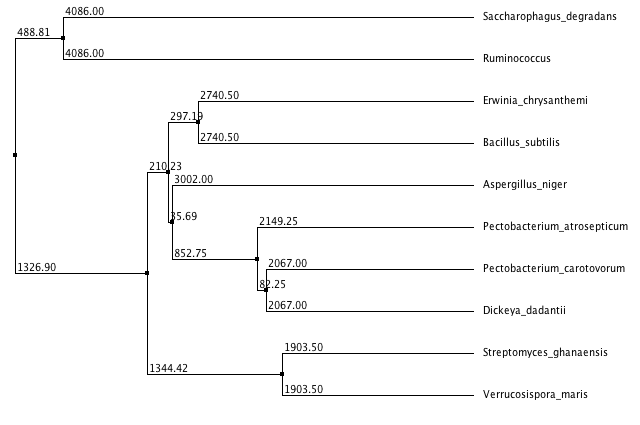 4086.00 Saccharophagus_degradans
488.81
4086.00 Ruminococcus
2740.50 Erwinia_chrysanthemi
297.19
2740.50 Bacillus_subtilis
210.23
3002.00 Aspergillus_niger
35.69
2149.25 Pectobacterium_atrosepticum
852.75
2067.00 Pectobacterium_carotovorum
1326.90
82.25
2067.00 Dickeya_dadantii
1903.50 Streptomyces_ghanaensis
1344.42
1903.50 Verrucosispora_maris